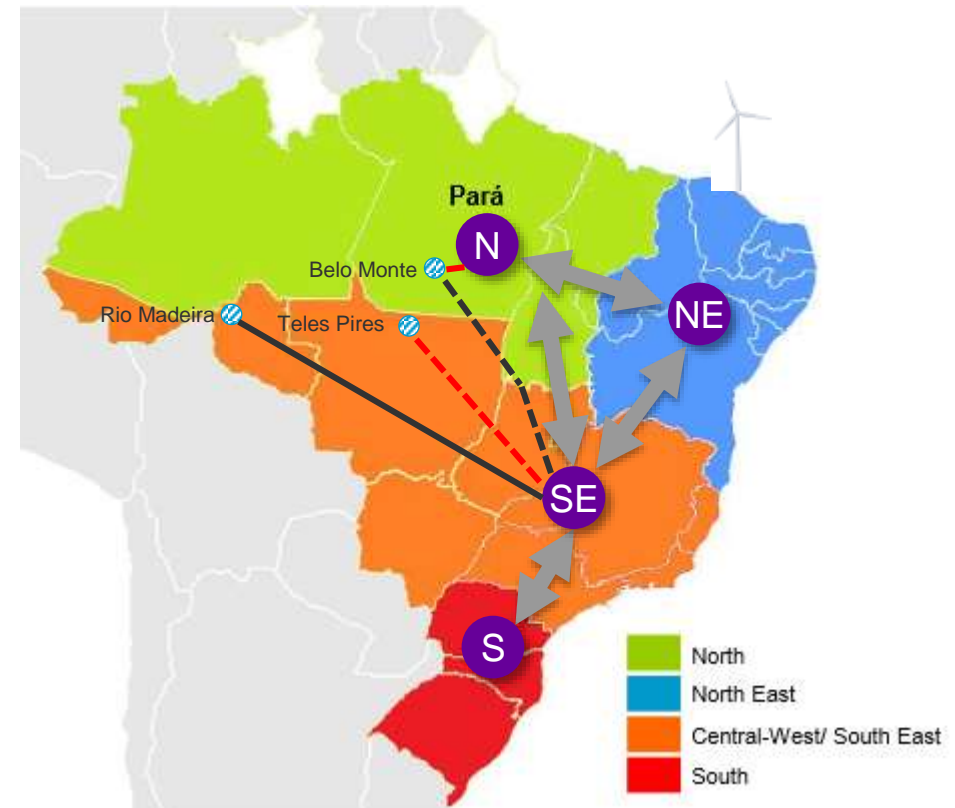 Pará
N
Belo Monte
Rio Madeira
Teles Pires
NE
SE
S
North
North East
Central-West/ South East
South